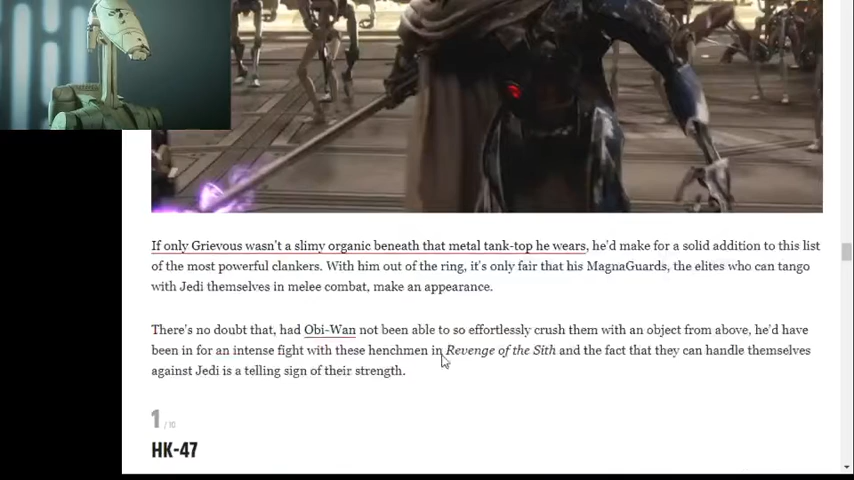 If only Grievous wasn't a slimy organic beneath that metal tank-top he wears, he'd make for a solid addition to this list
of the most powerful clankers. With him out of the ring, it's only fair that his MagnaGuards, the elites who can tango
with Jedi themselves in melee combat, make an appearance.
There's no doubt that, had Obi-Wan not been able to so effortlessly crush them with an object from above, he'd have
been in for an intense fight with these henchmen in Revenge of the Sith and the fact that they can handle themselves
against Jedi is a telling sign of their strength.
1 / 10
HK-47